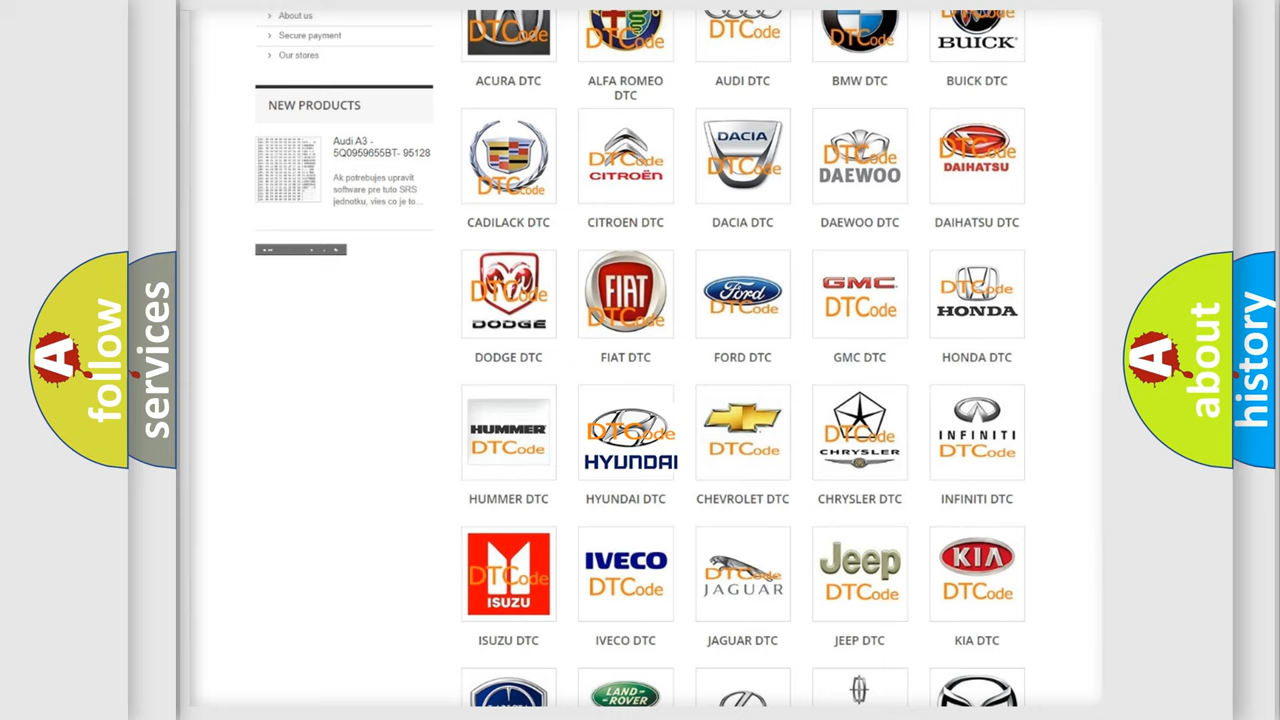 About us
Secure payment
Our stores
NEW PRODUCTS
Audi A3 -
5Q0959655BT- 95128
Ak potrebujes upravit
software pre tuto SRS
jednotku, vies co je to...
DTCode
DTCode
DTCode
DTCode
BUICK
ACURA DTC
ALFA ROMEO
DTC
AUDI DTC
BMW DTC
BUICK DTC
DTCode
DTCode
CITROËN
DACIA
DTCode
DTCode
DAEWOO
DTCode
DAIHATSU
CADILACK DTC
CITROEN DTC
DACIA DTC
DAEWOO DTC
DAIHATSU DTC
DTCode
DODGE
FIAT
DTCode
Ford
DTCode
GMC
DTCode
DTCode
HONDA
DODGE DTC
FIAT DTC
FORD DTC
GMC DTC
HONDA DTC
HUMMER
DTCode
DTCode
HYUNDAI
DTCode
DTCode
CHRYSLER
INFINITI
DTCode
HUMMER DTC
HYUNDAI DTC
CHEVROLET DTC
CHRYSLER DTC
INFINITI DTC
DTCode
ISUZU
IVECO
DTCode
DTCode
JAGUAR
Jeep
DTCode
KIA
DTCode
ISUZU DTC
IVECO DTC
JAGUAR DTC
JEEP DTC
KIA DTC
LAND-
ROVER
A
follow
services
A
about
history